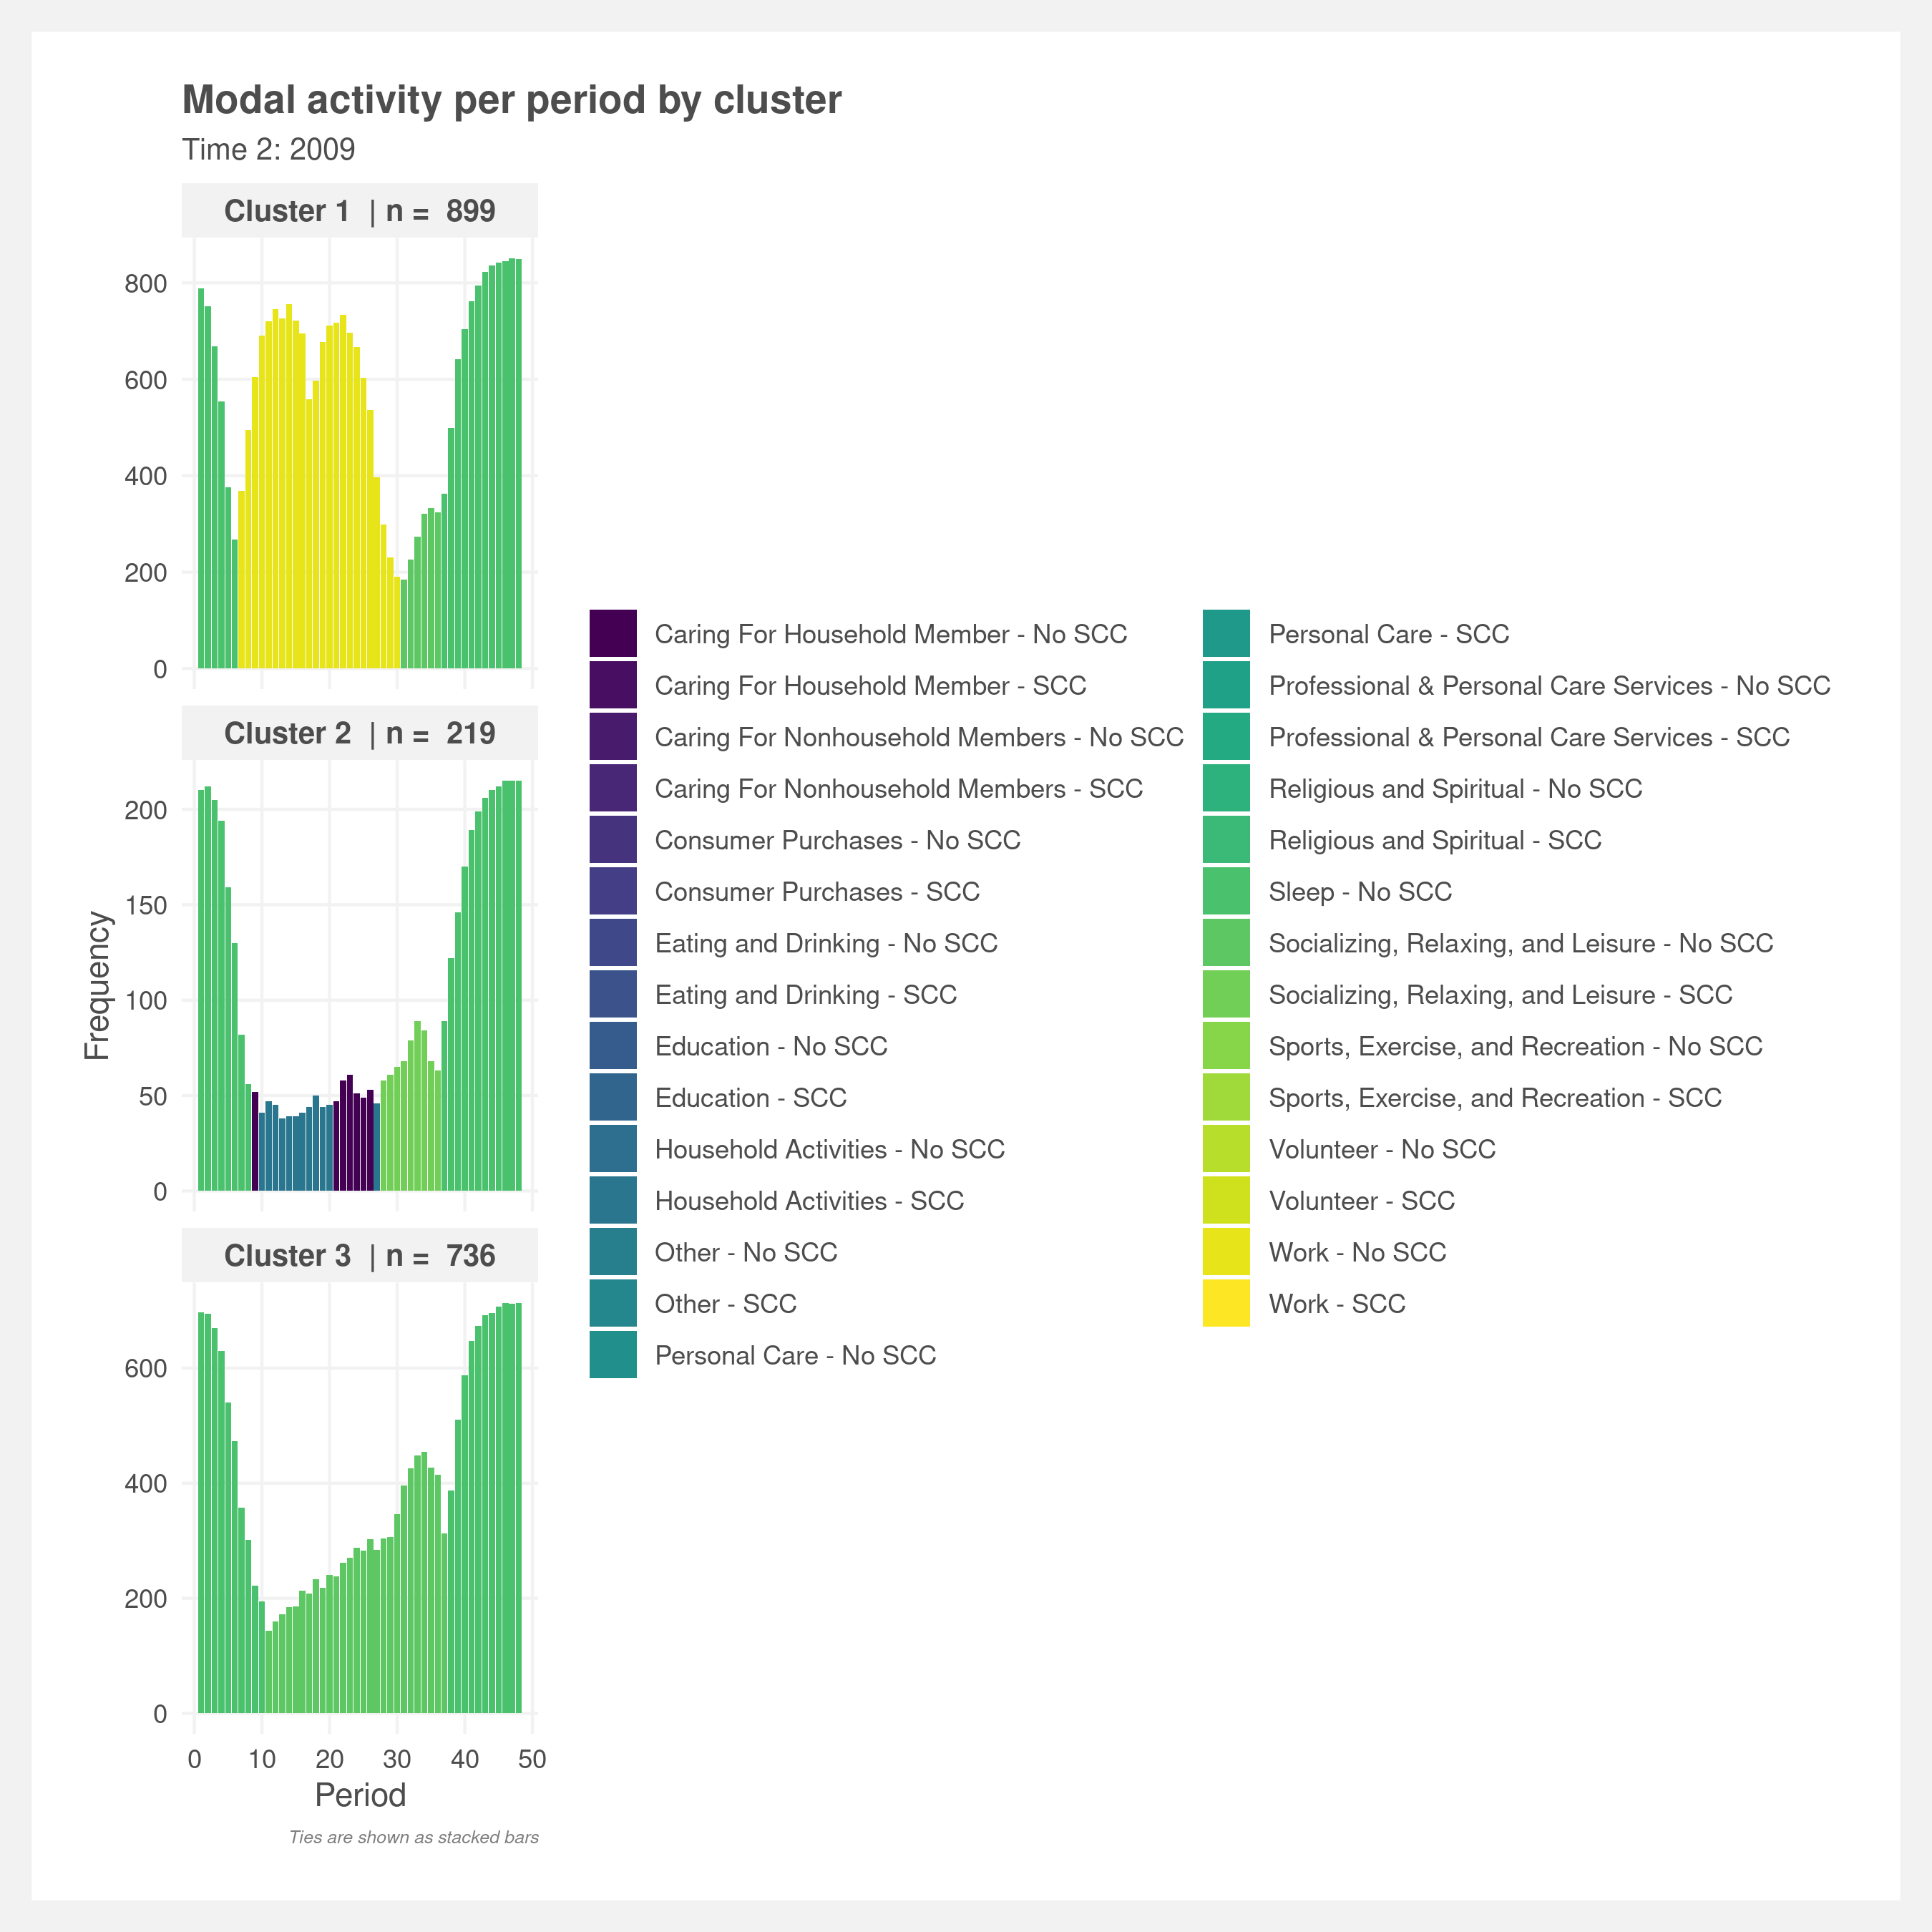 Modal activity per period by cluster
Time 2: 2009
Cluster 1 | n = 899
800
600
400
200
0
Cluster 2 | n = 219
200
150
100
50
0
Cluster 3 | n = 736
600
400
200
0
0 10 20 30 40 50
Frequency
Period
Ties are shown as stacked bars
Caring For Household Member - No SCC
Caring For Household Member - SCC
Caring For Nonhousehold Members - No SCC
Caring For Nonhousehold Members - SCC
Consumer Purchases - No SCC
Consumer Purchases - SCC
Eating and Drinking - No SCC
Eating and Drinking - SCC
Education - No SCC
Education - SCC
Household Activities - No SCC
Household Activities - SCC
Other - No SCC
Other - SCC
Personal Care - No SCC
Personal Care - SCC
Professional & Personal Care Services - No SCC
Professional & Personal Care Services - SCC
Religious and Spiritual - No SCC
Religious and Spiritual - SCC
Sleep - No SCC
Socializing, Relaxing, and Leisure - No SCC
Socializing, Relaxing, and Leisure - SCC
Sports, Exercise, and Recreation - No SCC
Sports, Exercise, and Recreation - SCC
Volunteer - No SCC
Volunteer - SCC
Work - No SCC
Work - SCC